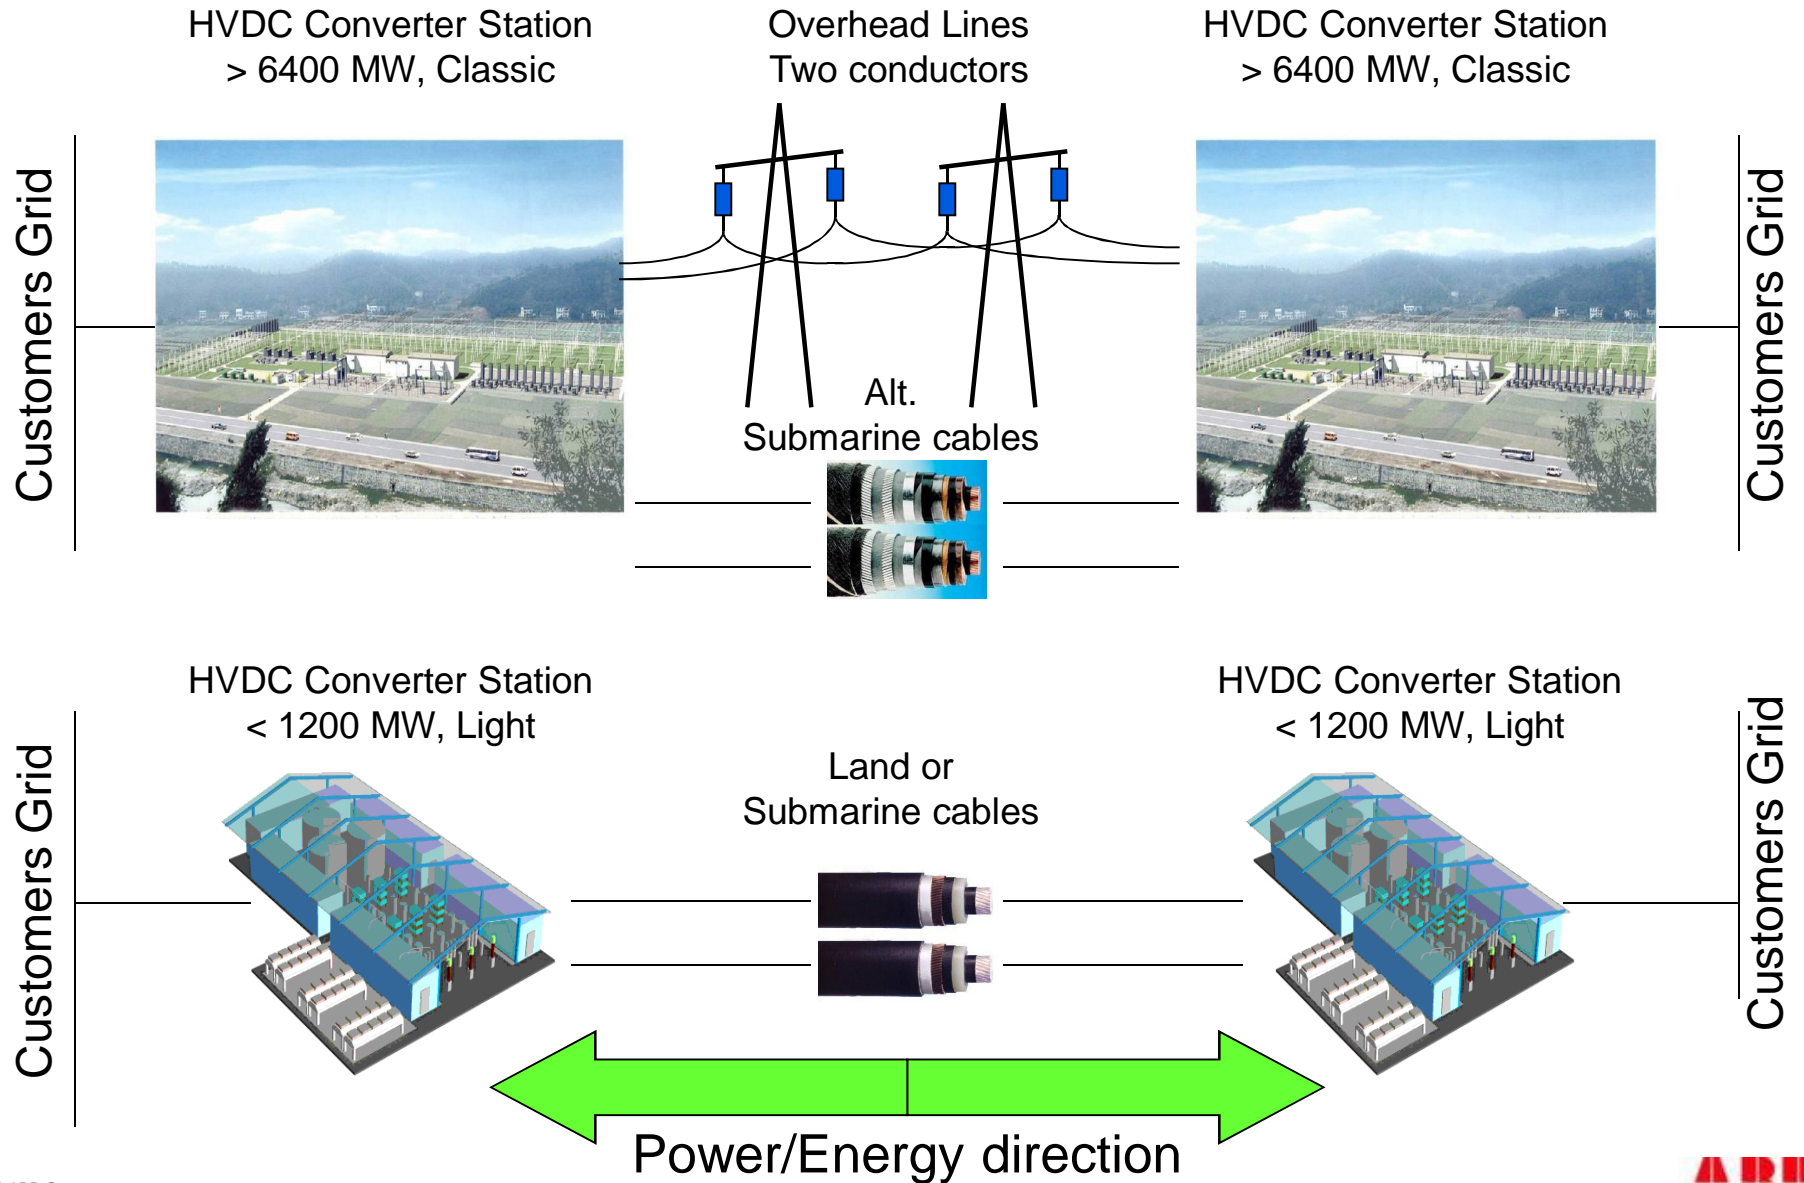 HVDC Converter Station
> 6400 MW, Classic
Overhead Lines
Two conductors
HVDC Converter Station
> 6400 MW, Classic
Customers Grid
Customers Grid
Alt.
Submarine cables
HVDC Converter Station
< 1200 MW, Light
HVDC Converter Station
< 1200 MW, Light
Customers Grid
Customers Grid
Land or
Submarine cables
Power/Energy direction